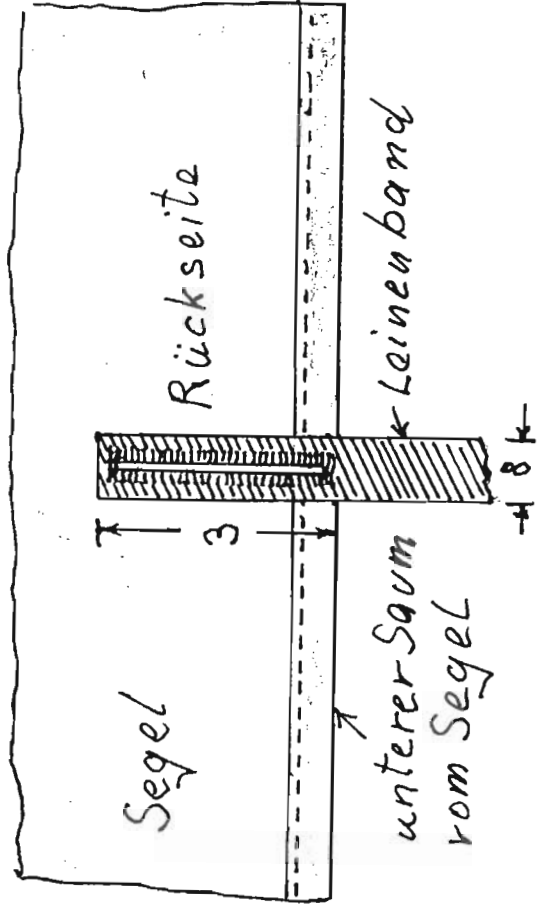 Segel
Rückseite
3
unterer Saum
vom Segel
Leinenband
8